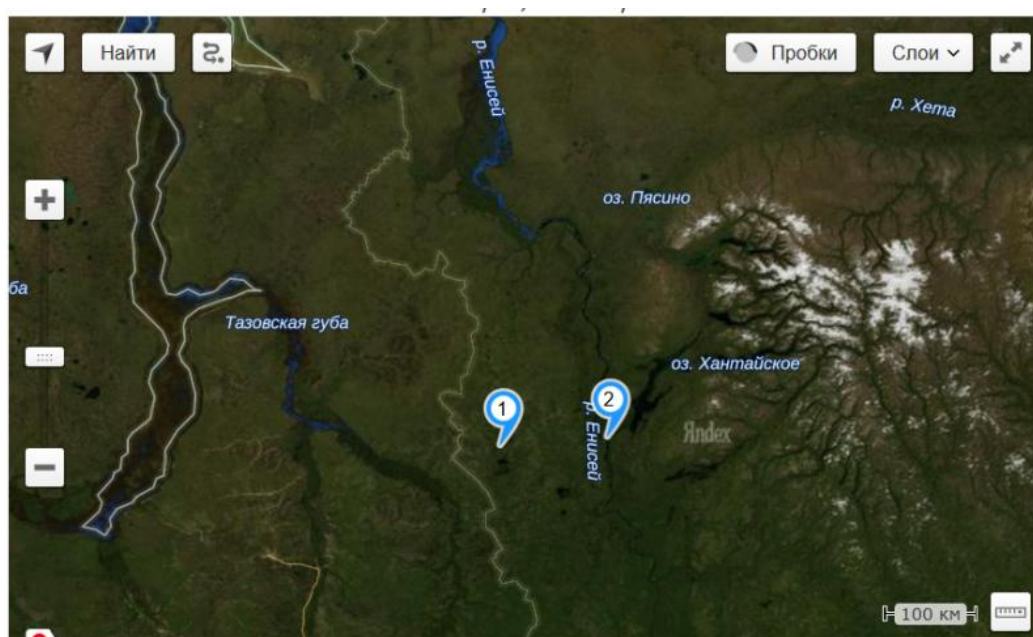 Найти
Пробки
Слои
р. Енисей
р. Хета
оз. Пясино
ба
Тазовская губа
оз. Хантайское
1
2
р. Енисей
Яndex
100 км